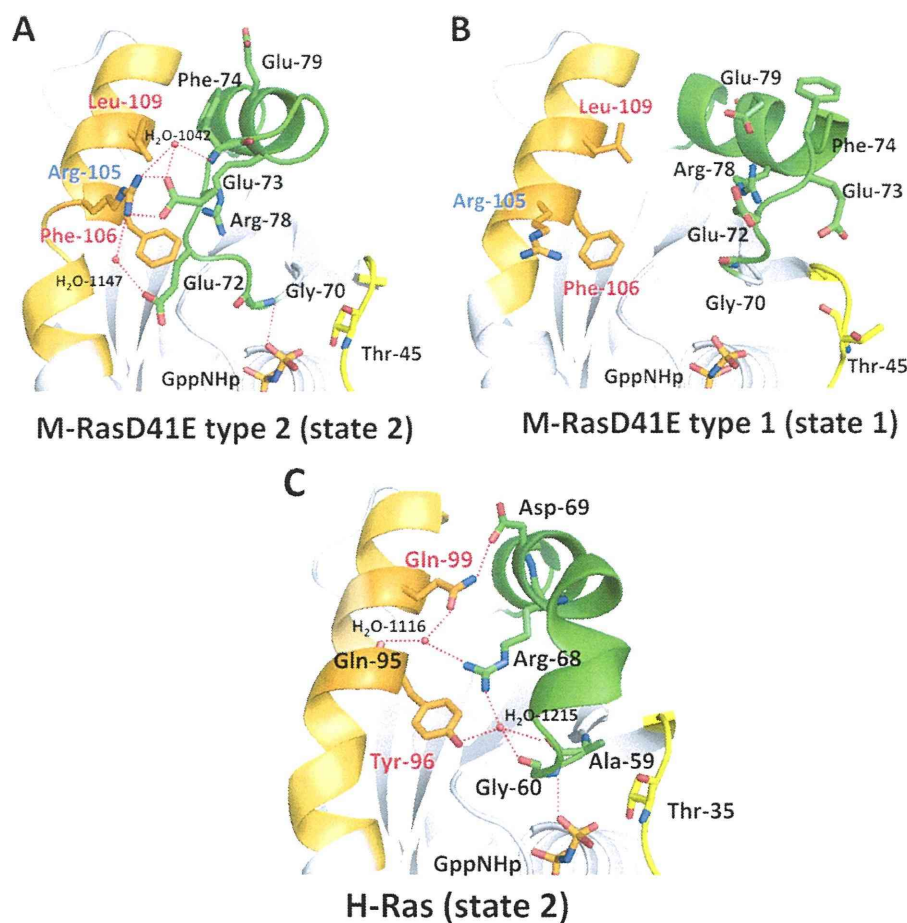 A
Glu-79
Phe-74
Leu-109
H₂O-1042
Arg-105
Glu-73
Arg-78
Phe-106
H₂O-1147
Glu-72
Gly-70
Thr-45
GppNHp
M-RasD41E type 2 (state 2)
B
Glu-79
Leu-109
Phe-74
Arg-78
Arg-105
Glu-73
Glu-72
Phe-106
Gly-70
Thr-45
GppNHp
M-RasD41E type 1 (state 1)
C
Asp-69
Gln-99
H₂O-1116
Gln-95
Arg-68
H₂O-1215
Tyr-96
Ala-59
Gly-60
Thr-35
GppNHp
H-Ras (state 2)